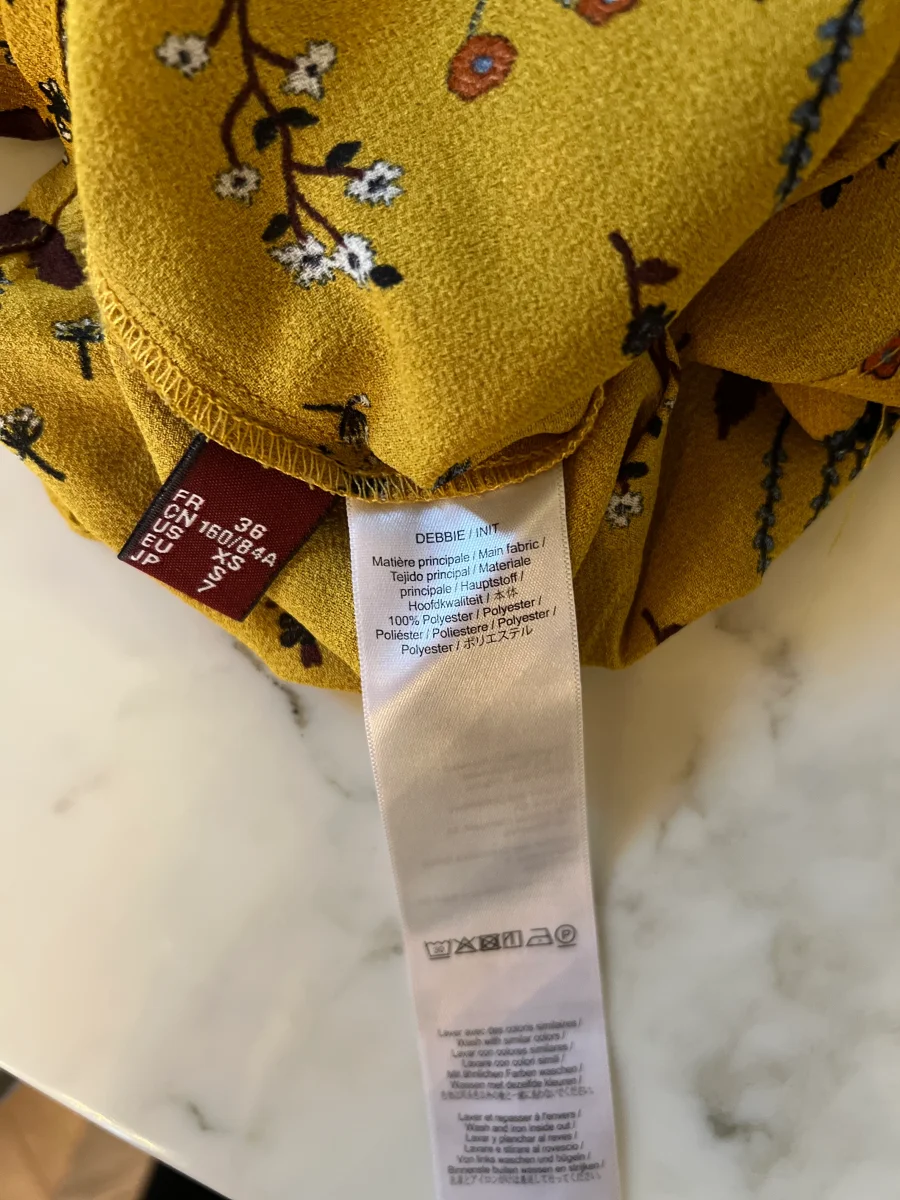 FR 36
CN 160/84A
US XS
EU S
JP 7
DEBBIE / INIT
Matière principale / Main fabric /
Tejido principal / Materiale
principale / Hauptstoff /
Hoofdkwaliteit / 本体
100% Polyester / Polyester /
Poliéster / Poliestere / Polyester /
Polyester / ポリエステル
30
P
Laver avec des coloris similaires /
Wash with similar colors /
Lavar con colores similares /
Lavare con colori simili /
Mit ähnlichen Farben waschen /
Wassen met dezelfde kleuren /
Laver et repasser à l'envers /
Wash and iron inside out /
Lavar y planchar al revés /
Lavare e stirare al rovescio /
Von links waschen und bügeln /
Binnenste buiten wassen en strijken /